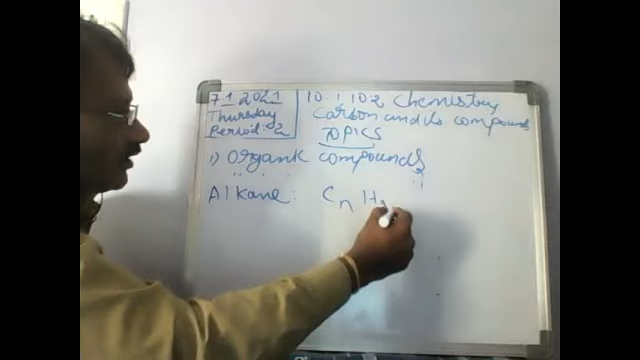 7 1 2021
Thursday
Period: 2
10.1, 10.2 Chemistry
Carbon and its compounds
TOPICS
1) Organic compounds
Alkane: Cn H